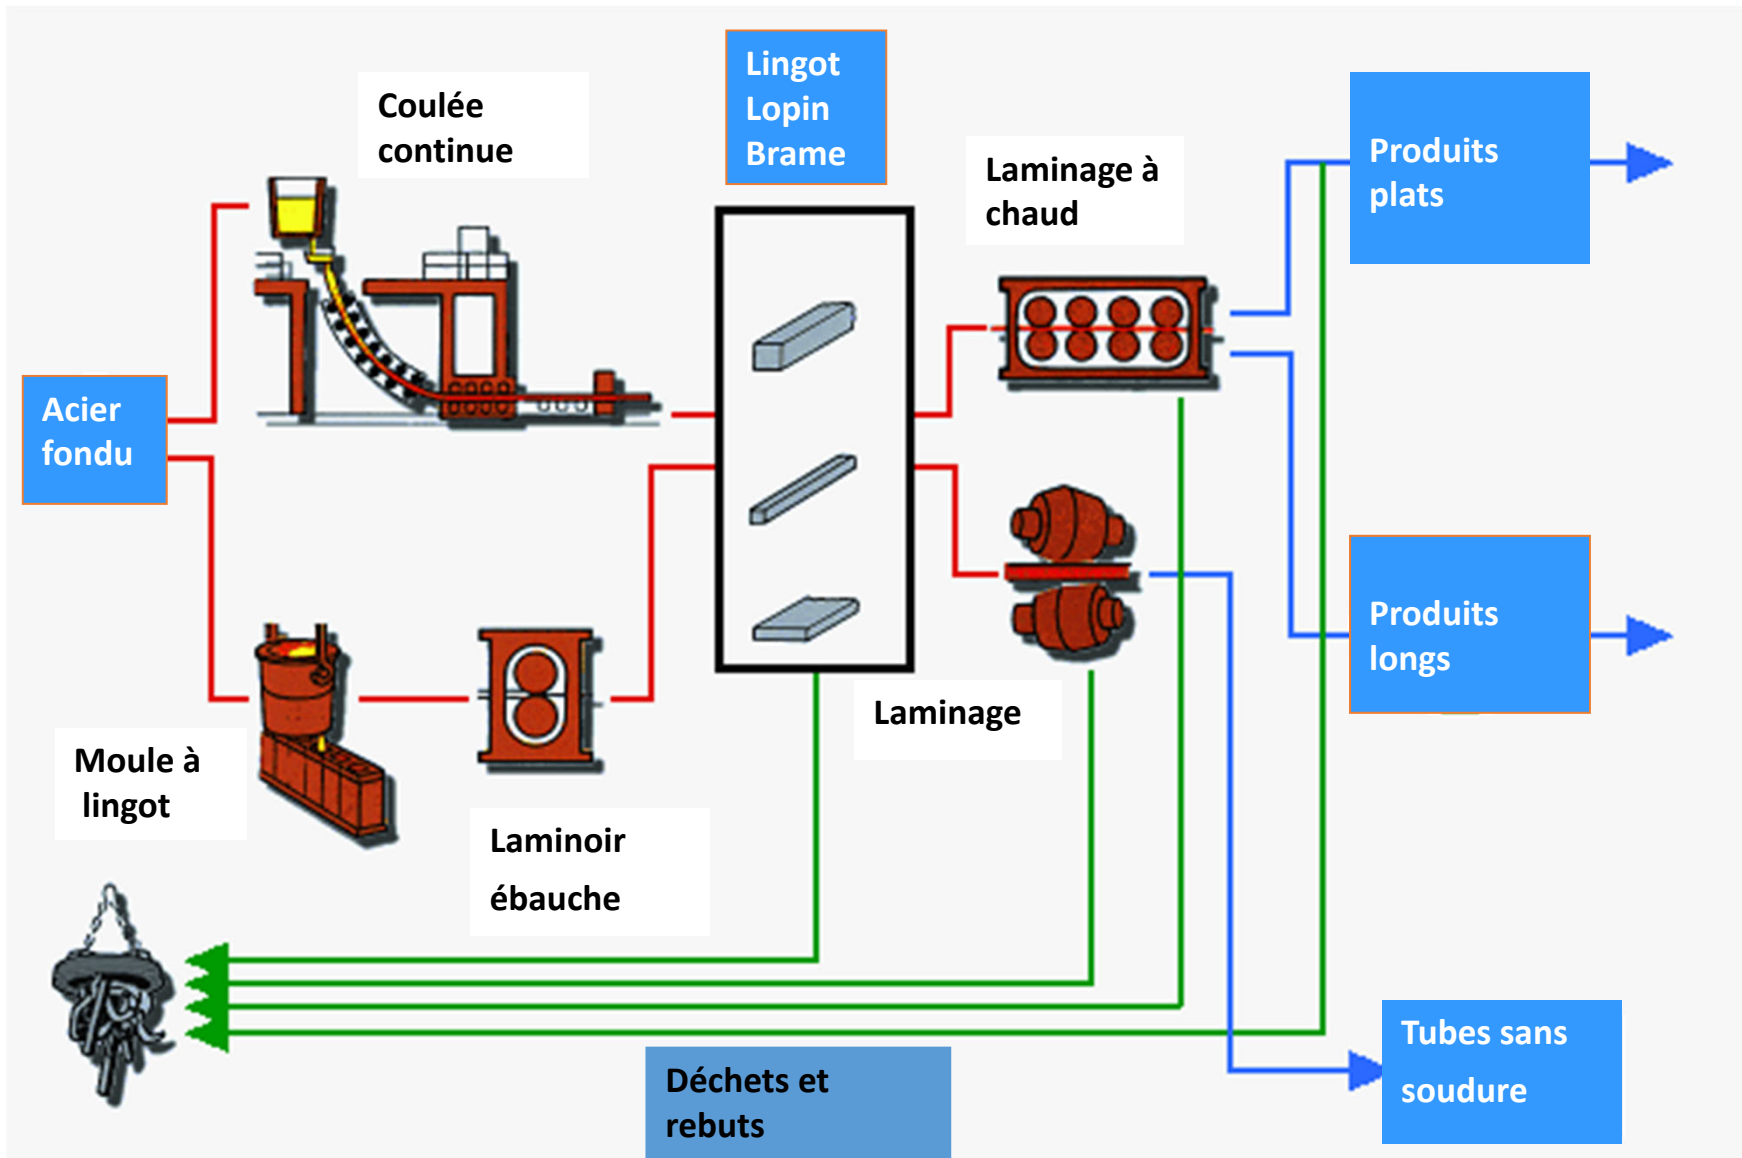 Coulée
continue
Lingot
Lopin
Brame
Laminage à
chaud
Produits
plats
Acier
fondu
Produits
longs
Laminage
Moule à
lingot
Laminoir
ébauche
Tubes sans
soudure
Déchets et
rebuts